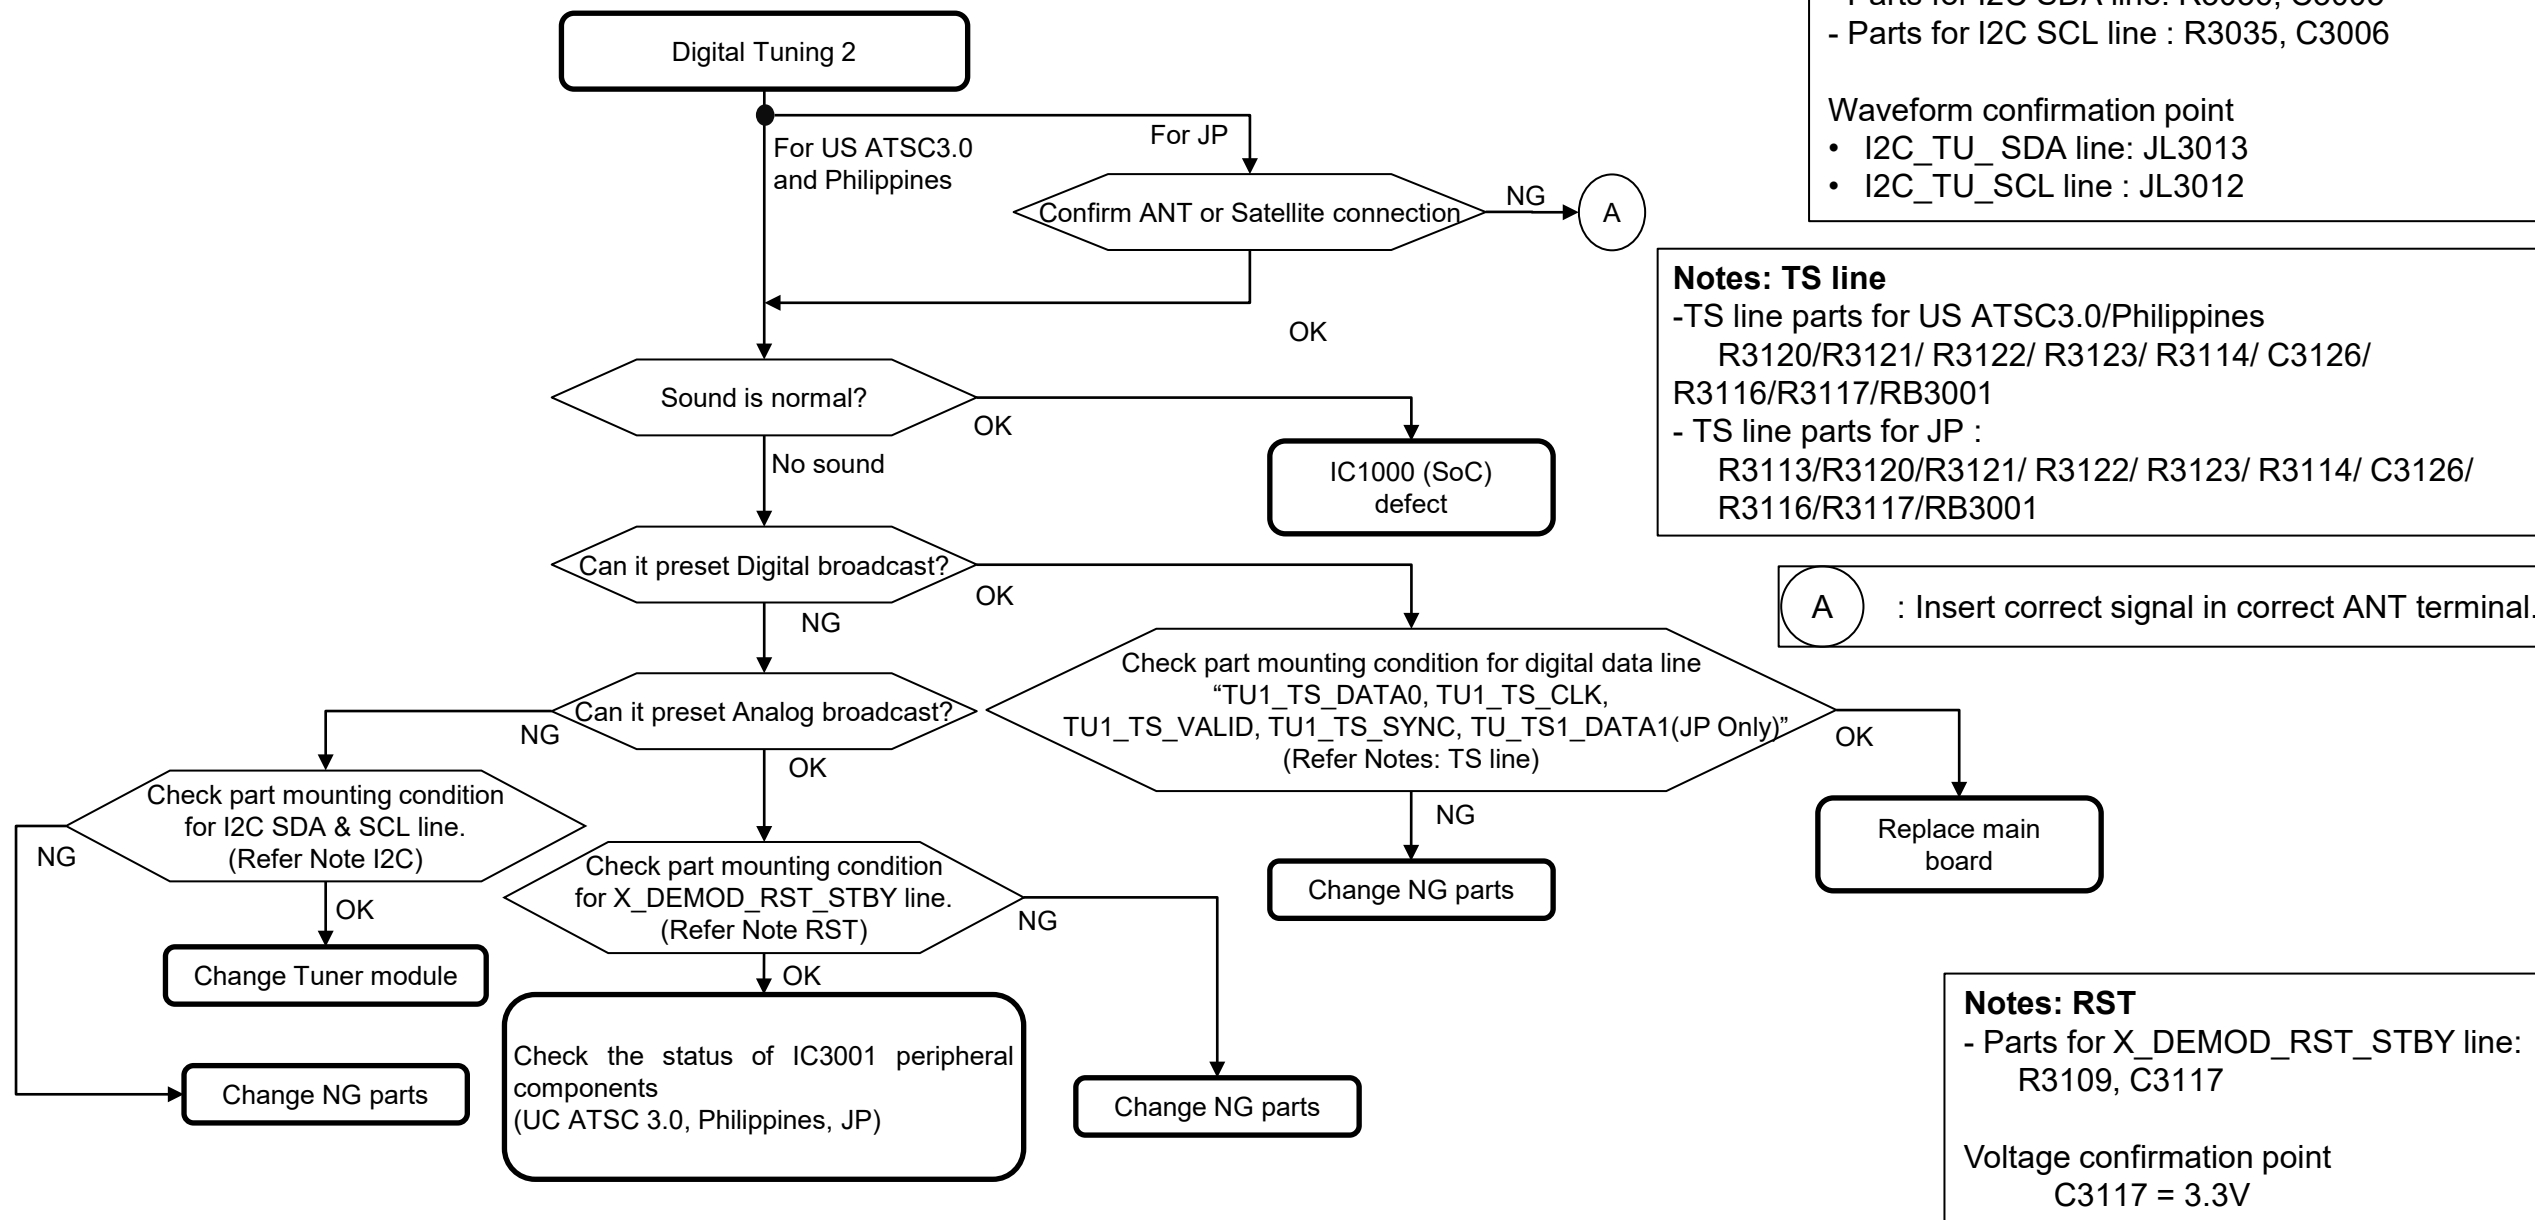 Digital Tuning 2
- Parts for I2C SCL line : R3035, C3006
Waveform confirmation point
• I2C_TU_ SDA line: JL3013
• I2C_TU_SCL line : JL3012
For US ATSC3.0
and Philippines
For JP
Confirm ANT or Satellite connection
NG
A
OK
Notes: TS line
-TS line parts for US ATSC3.0/Philippines
R3120/R3121/ R3122/ R3123/ R3114/ C3126/
R3116/R3117/RB3001
- TS line parts for JP :
R3113/R3120/R3121/ R3122/ R3123/ R3114/ C3126/
R3116/R3117/RB3001
Sound is normal?
OK
No sound
IC1000 (SoC)
defect
Can it preset Digital broadcast?
OK
NG
A
: Insert correct signal in correct ANT terminal.
Check part mounting condition for digital data line
“TU1_TS_DATA0, TU1_TS_CLK,
TU1_TS_VALID, TU1_TS_SYNC, TU_TS1_DATA1(JP Only)”
(Refer Notes: TS line)
OK
NG
Replace main
board
Change NG parts
Can it preset Analog broadcast?
NG
OK
Check part mounting condition
for I2C SDA & SCL line.
(Refer Note I2C)
NG
OK
Change Tuner module
Change NG parts
Check part mounting condition
for X_DEMOD_RST_STBY line.
(Refer Note RST)
NG
OK
Check the status of IC3001 peripheral
components
(UC ATSC 3.0, Philippines, JP)
Change NG parts
Notes: RST
- Parts for X_DEMOD_RST_STBY line:
R3109, C3117
Voltage confirmation point
C3117 = 3.3V